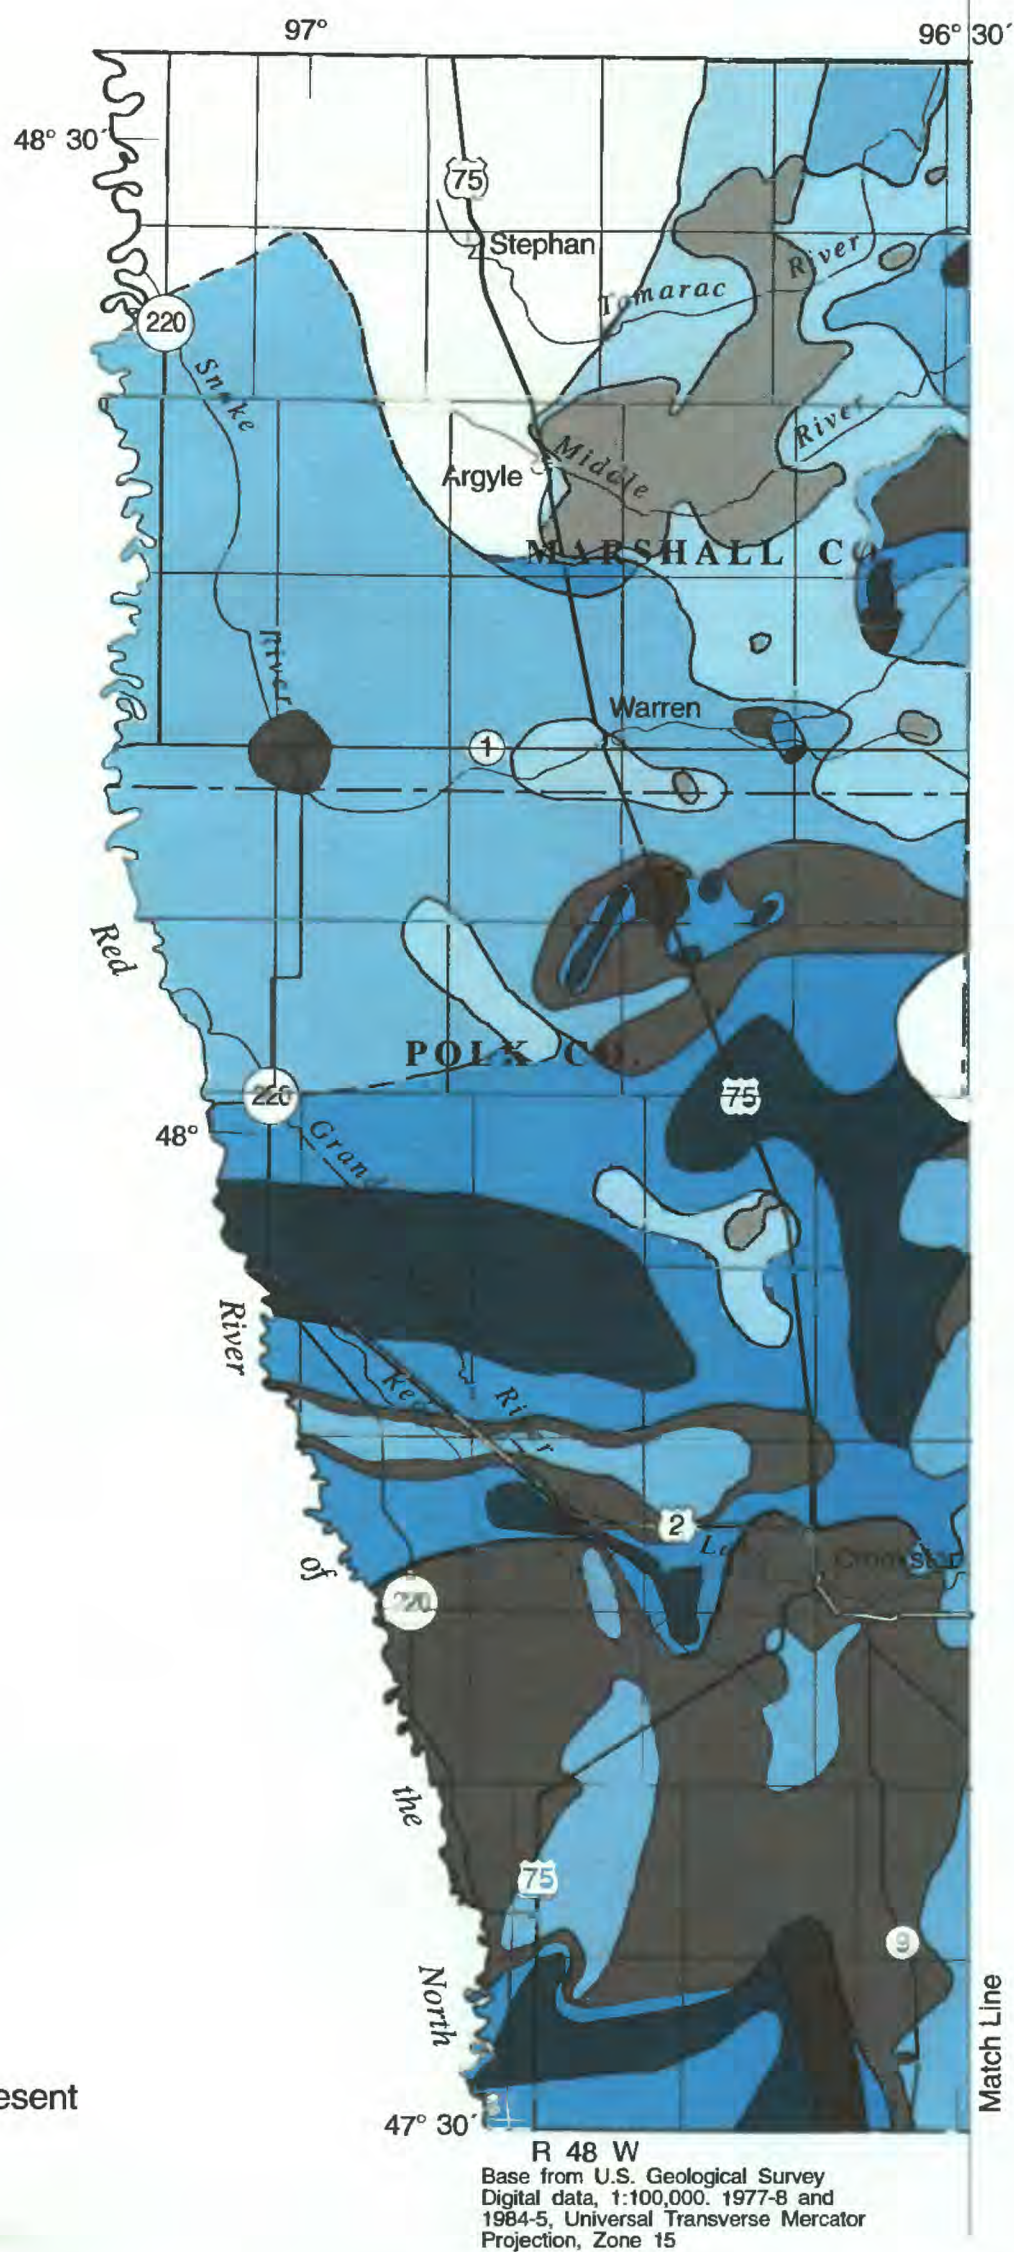 97°
96° 30´
48° 30´
75
Stephan
Tamarac River
220
Snake
River
Middle
River
Argyle
MARSHALL CO.
River
Warren
1
Red
POLK CO.
75
220
48°
Grand
River
Red
River
2
of
220
the
75
9
North
Match Line
esent
47° 30´
R 48 W
Base from U.S. Geological Survey
Digital data, 1:100,000. 1977-8 and
1984-5, Universal Transverse Mercator
Projection, Zone 15